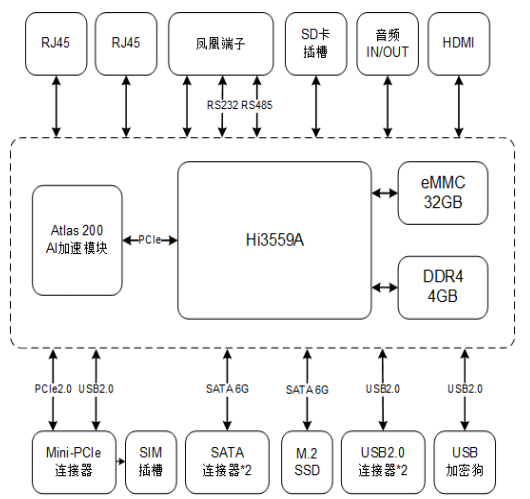 RJ45
RJ45
凤凰端子
SD卡
插槽
音频
IN/OUT
HDMI
RS232
RS485
Atlas 200
AI加速模块
PCIe
Hi3559A
eMMC
32GB
DDR4
4GB
PCIe2.0
USB2.0
SATA 6G
SATA 6G
USB2.0
USB2.0
Mini-PCIe
连接器
SIM
插槽
SATA
连接器*2
M.2
SSD
USB2.0
连接器*2
USB
加密狗